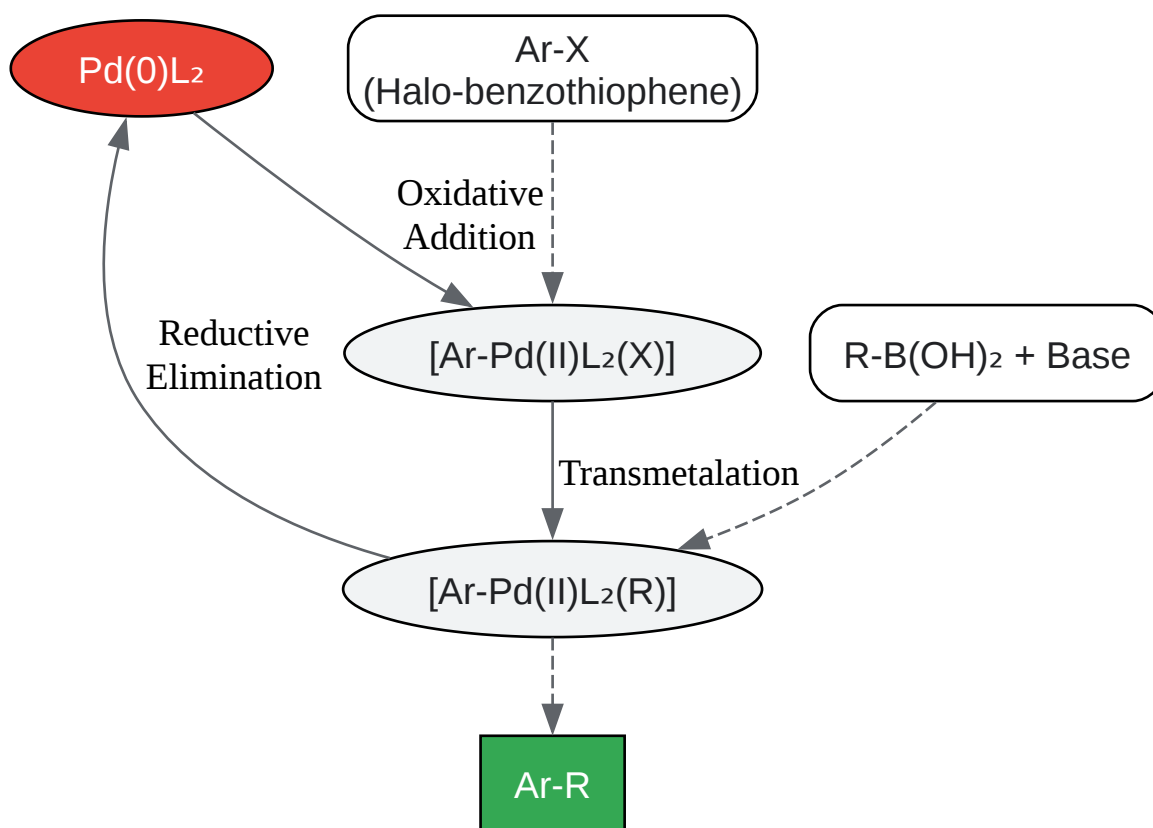 Pd(0)L₂
Ar-X
(Halo-benzothiophene)
Oxidative
Addition
Reductive
Elimination
[Ar-Pd(II)L₂(X)]
R-B(OH)₂ + Base
Transmetalation
[Ar-Pd(II)L₂(R)]
Ar-R